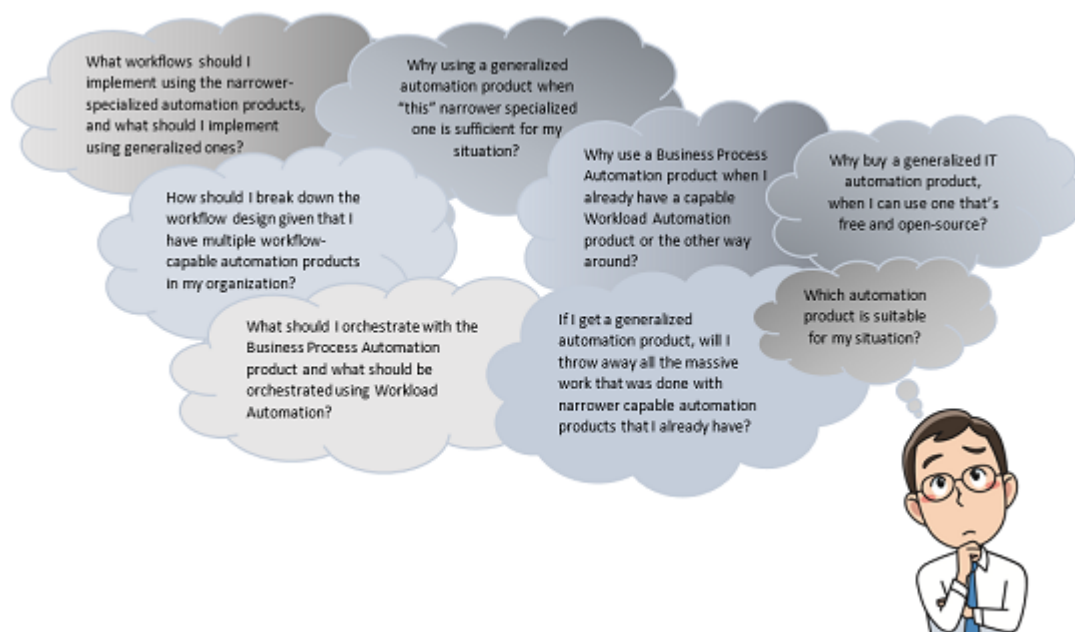 What workflows should I
implement using the narrower-
specialized automation products,
and what should I implement
using generalized ones?
Why using a generalized
automation product when
“this” narrower specialized
one is sufficient for my
situation?
Why use a Business Process
Automation product when I
already have a capable
Workload Automation
product or the other way
around?
Why buy a generalized IT
automation product,
when I can use one that’s
free and open-source?
How should I break down the
workflow design given that I
have multiple workflow-
capable automation products
in my organization?
What should I orchestrate with the
Business Process Automation
product and what should be
orchestrated using Workload
Automation?
If I get a generalized
automation product, will I
throw away all the massive
work that was done with
narrower capable automation
products that I already have?
Which automation
product is suitable
for my situation?